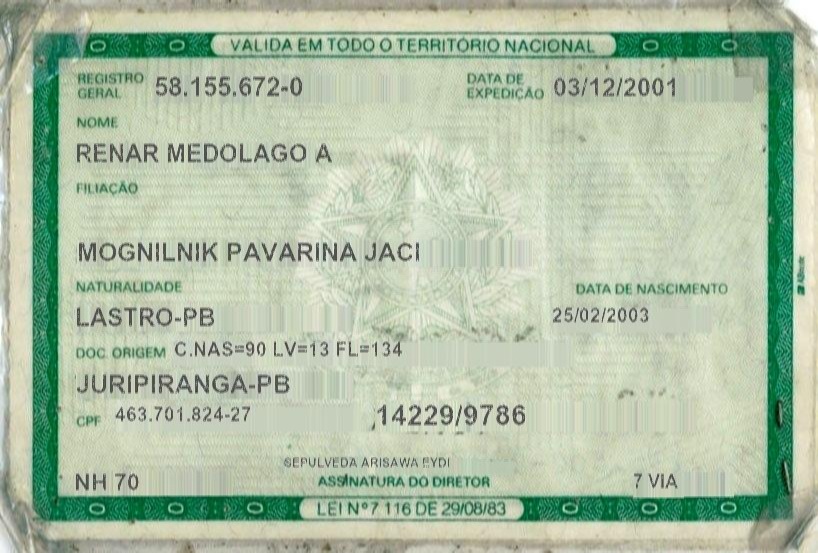 VALIDA EM TODO O TERRITÓRIO NACIONAL
REGISTRO GERAL 58.155.672-0 DATA DE EXPEDIÇÃO 03/12/2001
NOME
RENAR MEDOLAGO A
FILIAÇÃO
MOGNILNIK PAVARINA JACI
NATURALIDADE DATA DE NASCIMENTO
LASTRO-PB 25/02/2003
DOC. ORIGEM C.NAS=90 LV=13 FL=134
JURIPIRANGA-PB
CPF 463.701.824-27 14229/9786
SEPULVEDA ARISAWA EYDI
NH 70 ASSINATURA DO DIRETOR 7 VIA
LEI Nº 7.116 DE 29/08/83